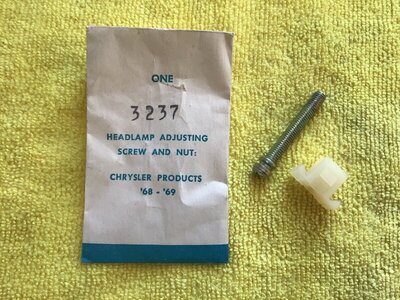 ONE
3237
HEADLAMP ADJUSTING
SCREW AND NUT:
CHRYSLER PRODUCTS
'68 - '69